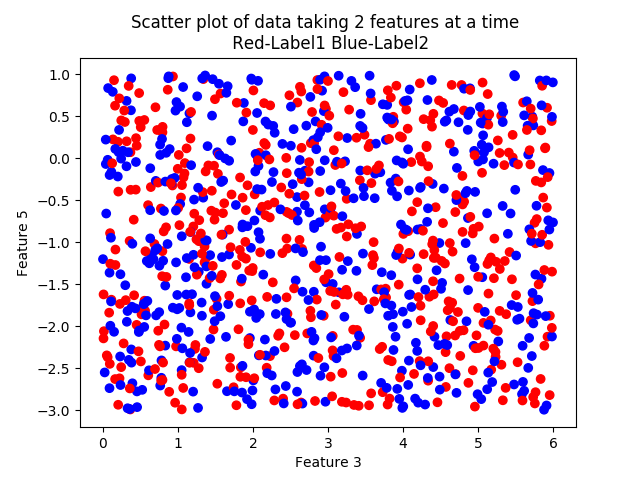 Scatter plot of data taking 2 features at a time
Red-Label1 Blue-Label2
1.0
0.5
0.0
−0.5
−1.0
−1.5
−2.0
−2.5
−3.0
Feature 5
0 1 2 3 4 5 6
Feature 3